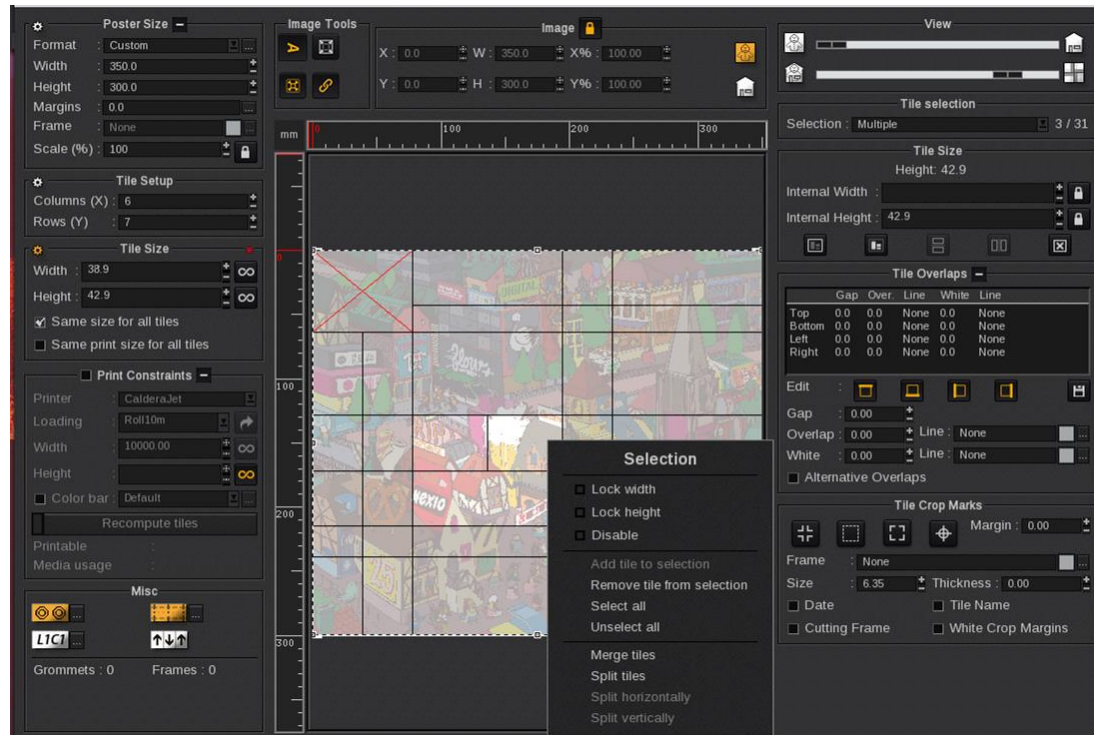 Poster Size
Format : Custom
Width : 350.0
Height : 300.0
Margins : 0.0
Frame : None
Scale (%) : 100
Tile Setup
Columns (X) : 6
Rows (Y) : 7
Tile Size
Width : 38.9
Height : 42.9
Same size for all tiles
Same print size for all tiles
Print Constraints
Printer : CalderaJet
Loading : Roll10m
Width : 10000.00
Height :
Color bar : Default
Recompute tiles
Printable :
Media usage :
Misc
L1C1
Grommets : 0 Frames : 0
Image Tools
A
Image
X : 0.0 W : 350.0 X% : 100.00
Y : 0.0 H : 300.0 Y% : 100.00
mm 0 100 200 300
0
100
200
300
DIGITAL
NEXIO
Selection
Lock width
Lock height
Disable
Add tile to selection
Remove tile from selection
Select all
Unselect all
Merge tiles
Split tiles
Split horizontally
Split vertically
View
Tile selection
Selection : Multiple 3 / 31
Tile Size
Height: 42.9
Internal Width :
Internal Height : 42.9
Tile Overlaps
Gap Over. Line White Line
Top 0.0 0.0 None 0.0 None
Bottom 0.0 0.0 None 0.0 None
Left 0.0 0.0 None 0.0 None
Right 0.0 0.0 None 0.0 None
Edit :
Gap : 0.00
Overlap : 0.00 Line : None
White : 0.00 Line : None
Alternative Overlaps
Tile Crop Marks
Margin : 0.00
Frame : None
Size : 6.35 Thickness : 0.00
Date Tile Name
Cutting Frame White Crop Margins